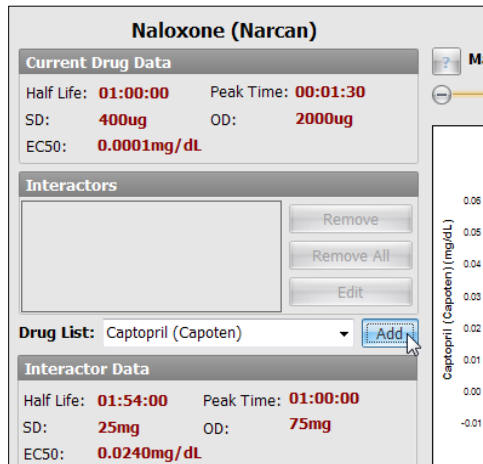 Naloxone (Narcan)
Current Drug Data
Half Life: 01:00:00 Peak Time: 00:01:30
SD: 400ug OD: 2000ug
EC50: 0.0001mg/dL
Interactors
Remove
Remove All
Edit
Drug List: Captopril (Capoten) Add
Interactor Data
Half Life: 01:54:00 Peak Time: 01:00:00
SD: 25mg OD: 75mg
EC50: 0.0240mg/dL
?
Captopril (Capoten) (mg/dL)
0.06
0.05
0.04
0.03
0.02
0.01
0.00
-0.01